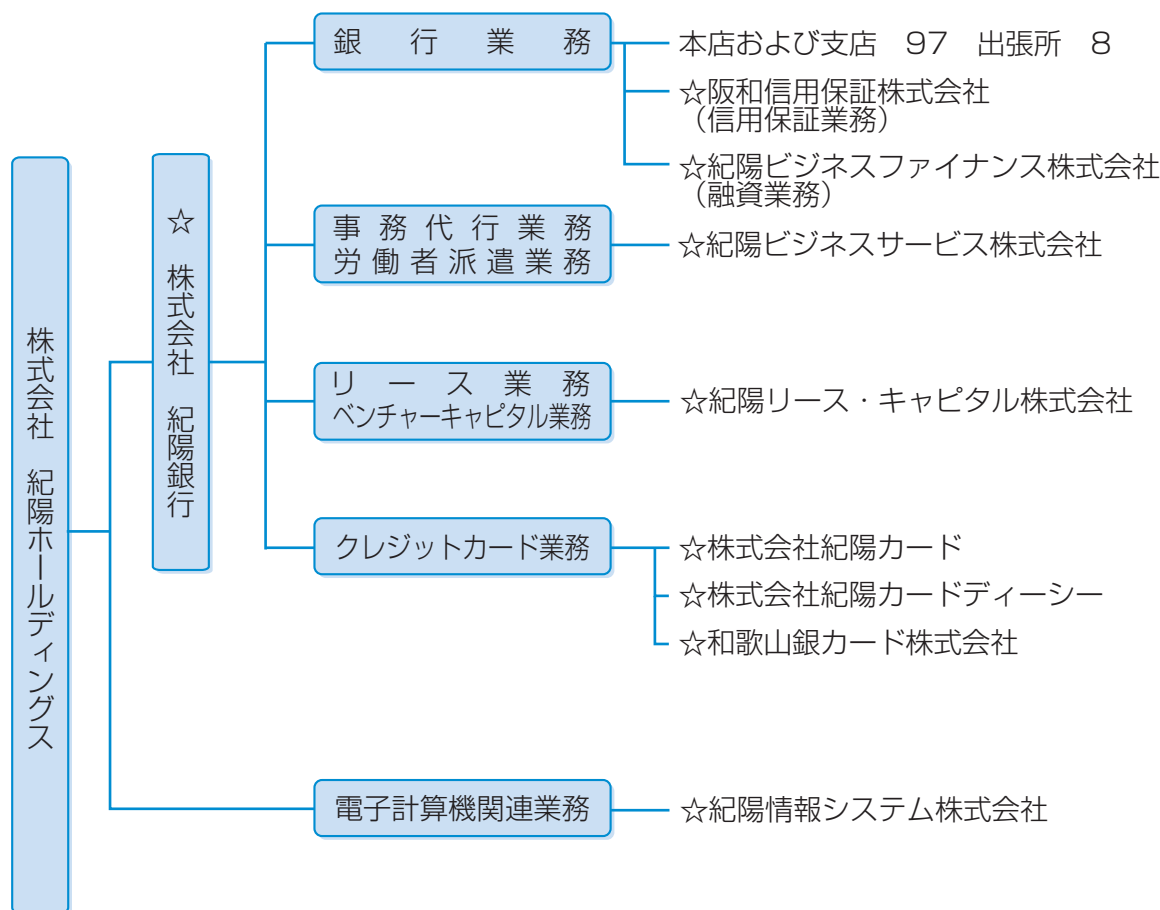 株式会社　紀陽ホールディングス
☆　株式会社　紀陽銀行
銀行業務
本店および支店　97　出張所　8
☆阪和信用保証株式会社
（信用保証業務）
☆紀陽ビジネスファイナンス株式会社
（融資業務）
事務代行業務
労働者派遣業務
☆紀陽ビジネスサービス株式会社
リース業務
ベンチャーキャピタル業務
☆紀陽リース・キャピタル株式会社
クレジットカード業務
☆株式会社紀陽カード
☆株式会社紀陽カードディーシー
☆和歌山銀カード株式会社
電子計算機関連業務
☆紀陽情報システム株式会社